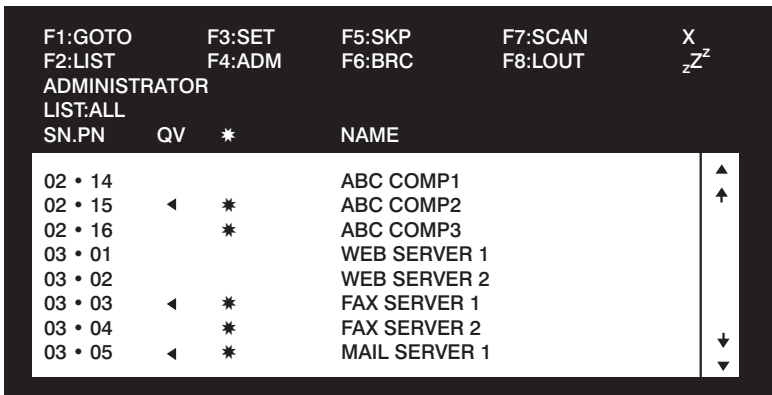 F1:GOTO F3:SET F5:SKP F7:SCAN X
F2:LIST F4:ADM F6:BRC F8:LOUT zZz
ADMINISTRATOR
LIST:ALL
SN.PN QV ✷ NAME
02 • 14 ABC COMP1
02 • 15 ◀ ✷ ABC COMP2
02 • 16 ✷ ABC COMP3
03 • 01 WEB SERVER 1
03 • 02 WEB SERVER 2
03 • 03 ◀ ✷ FAX SERVER 1
03 • 04 ✷ FAX SERVER 2
03 • 05 ◀ ✷ MAIL SERVER 1